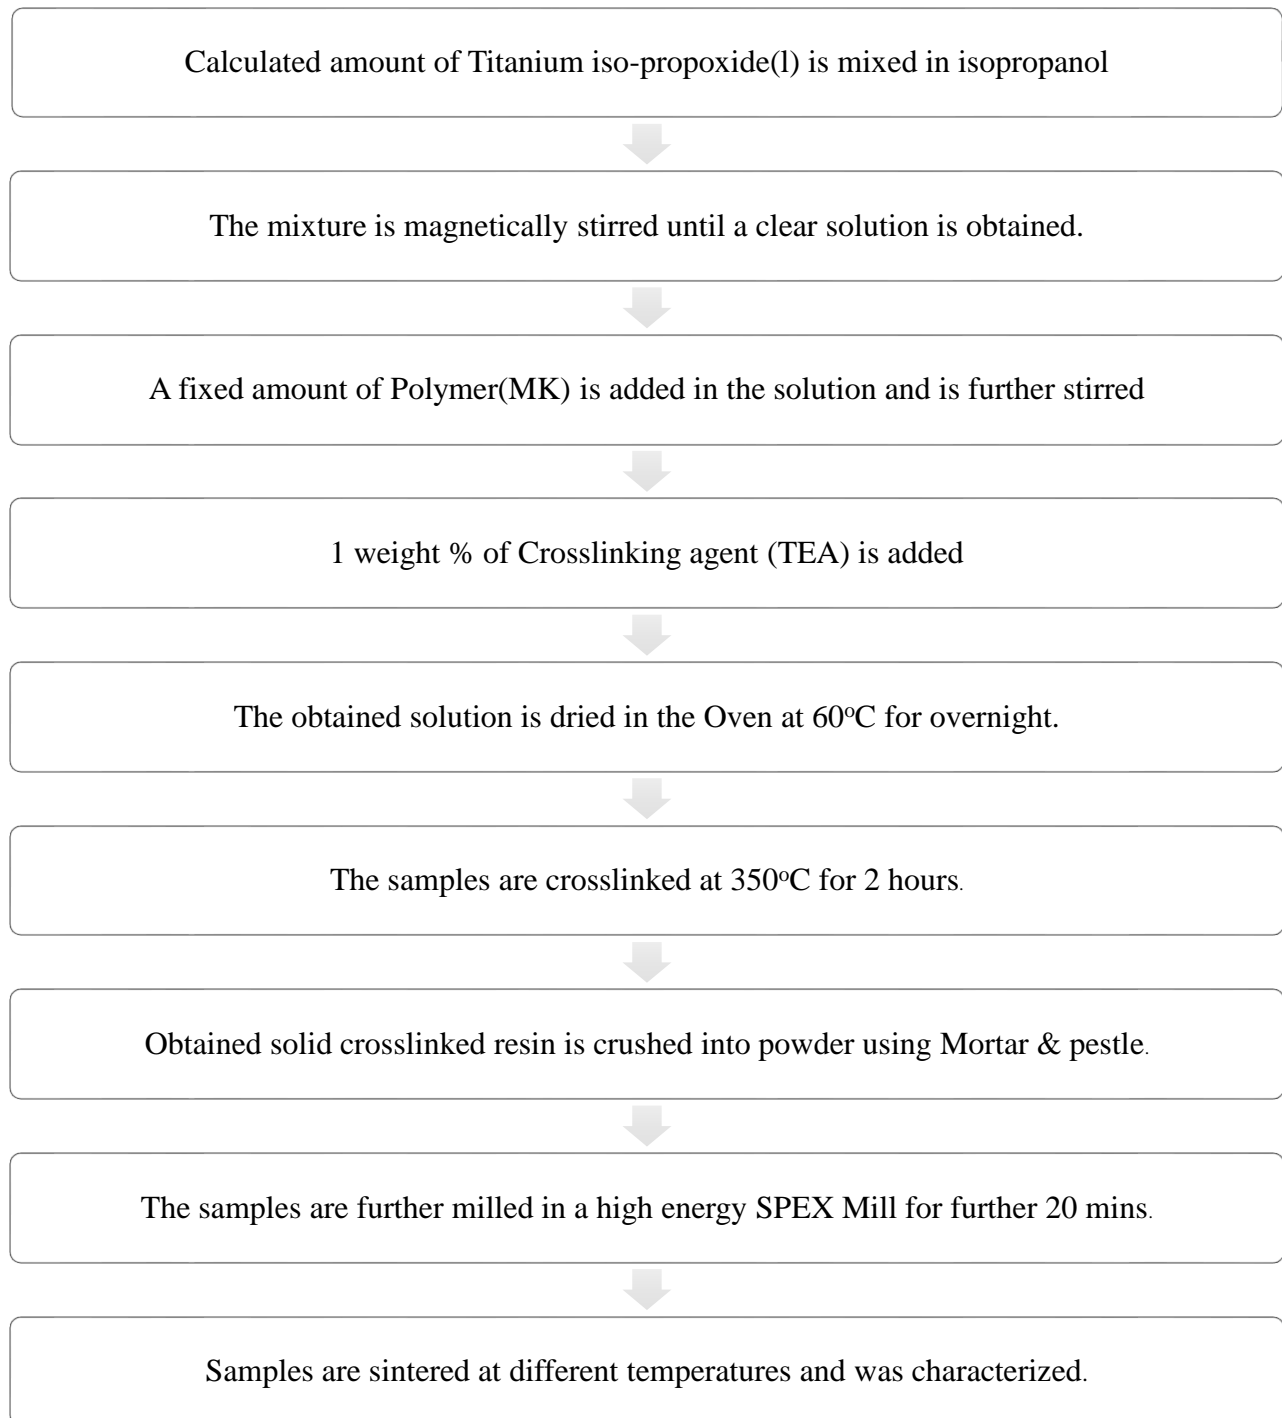 Calculated amount of Titanium iso-propoxide(l) is mixed in isopropanol
The mixture is magnetically stirred until a clear solution is obtained.
A fixed amount of Polymer(MK) is added in the solution and is further stirred
1 weight % of Crosslinking agent (TEA) is added
The obtained solution is dried in the Oven at 60°C for overnight.
The samples are crosslinked at 350°C for 2 hours.
Obtained solid crosslinked resin is crushed into powder using Mortar & pestle.
The samples are further milled in a high energy SPEX Mill for further 20 mins.
Samples are sintered at different temperatures and was characterized.